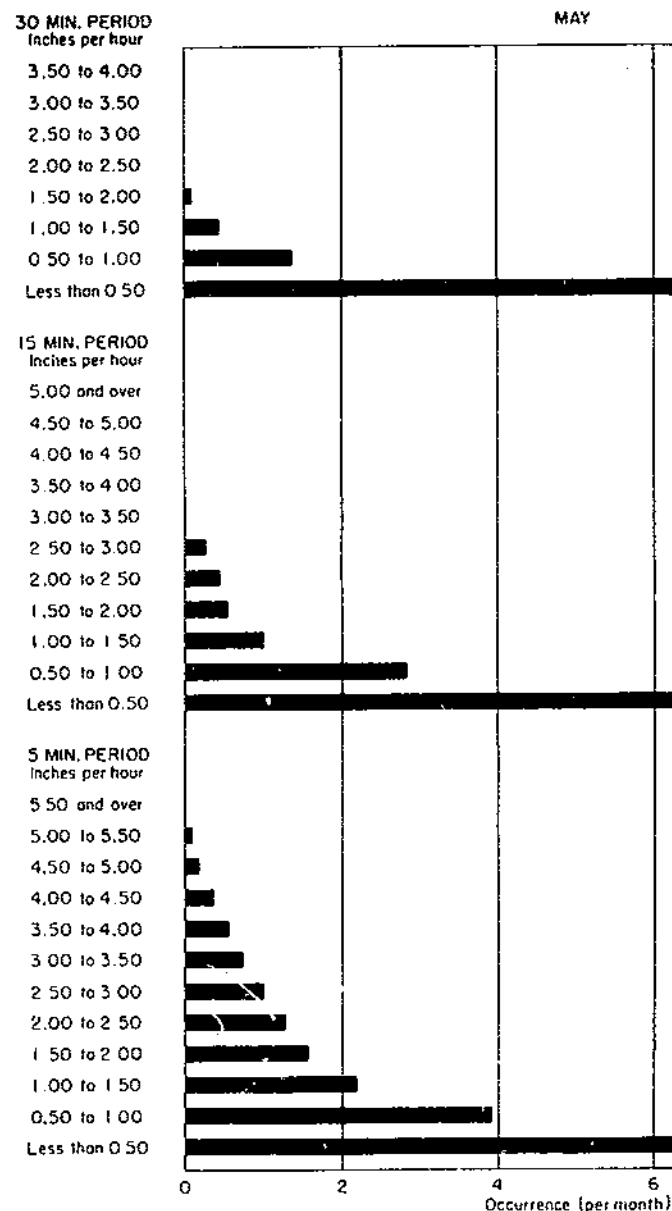 MAY
30 MIN. PERIOD
Inches per hour
3.50 to 4.00
3.00 to 3.50
2.50 to 3.00
2.00 to 2.50
1.50 to 2.00
1.00 to 1.50
0.50 to 1.00
Less than 0.50
15 MIN. PERIOD
Inches per hour
5.00 and over
4.50 to 5.00
4.00 to 4.50
3.50 to 4.00
3.00 to 3.50
2.50 to 3.00
2.00 to 2.50
1.50 to 2.00
1.00 to 1.50
0.50 to 1.00
Less than 0.50
5 MIN. PERIOD
Inches per hour
5.50 and over
5.00 to 5.50
4.50 to 5.00
4.00 to 4.50
3.50 to 4.00
3.00 to 3.50
2.50 to 3.00
2.00 to 2.50
1.50 to 2.00
1.00 to 1.50
0.50 to 1.00
Less than 0.50
0 2 4 6
Occurrence (per month)